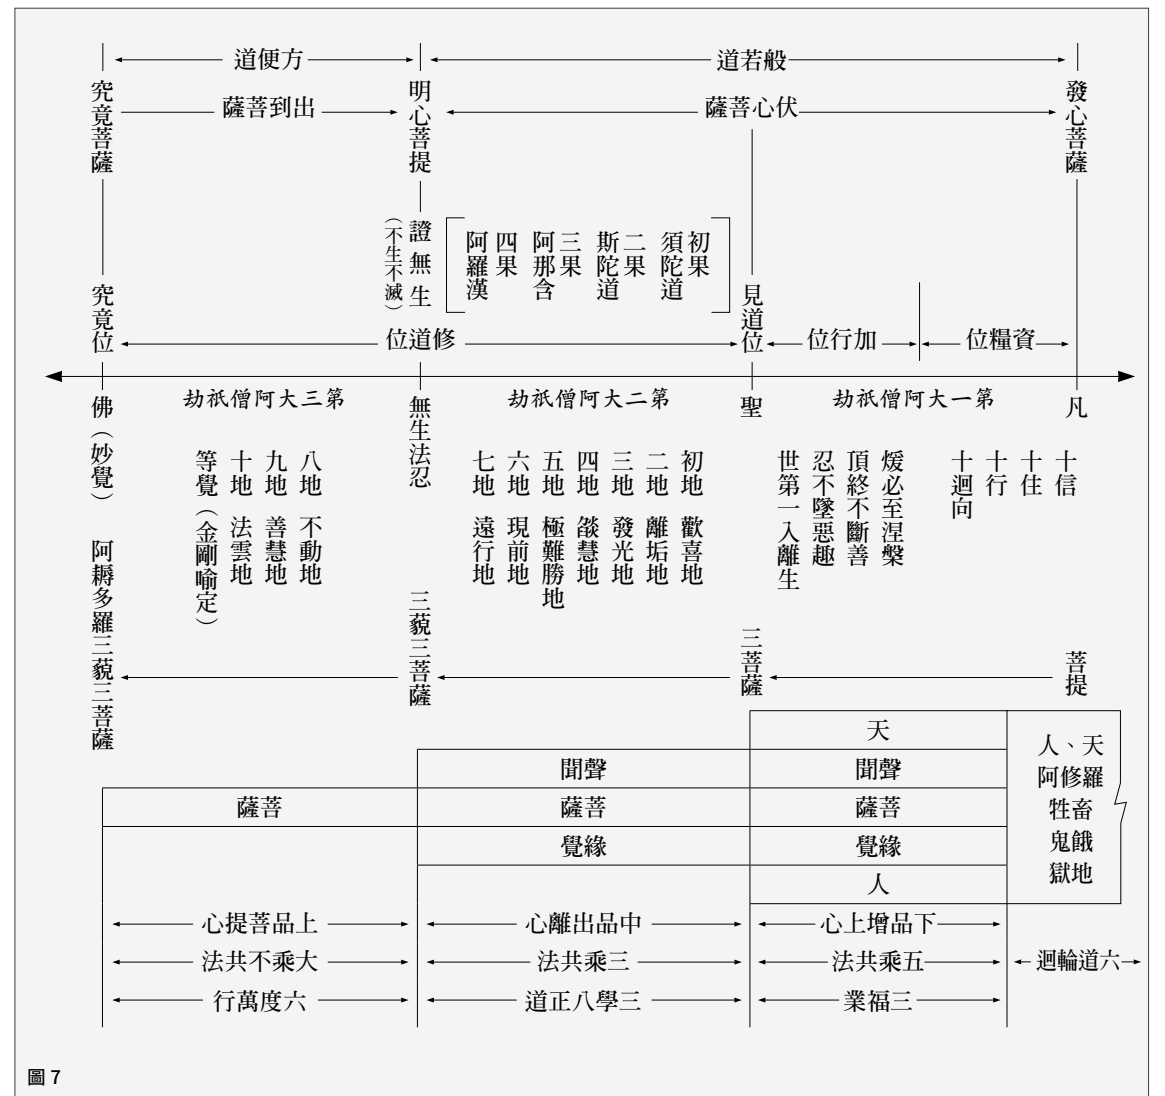 般若道
方便道
發心菩薩
伏心菩薩
明心菩提
出到菩薩
究竟菩薩
初果
須陀道
二果
斯陀道
三果
阿那含
四果
阿羅漢
證無生
（不生不滅）
資糧位
加行位
見道位
修道位
究竟位
凡
第一大阿僧祇劫
聖
第二大阿僧祇劫
無生法忍
第三大阿僧祇劫
佛（妙覺）　阿耨多羅三藐三菩薩
十信
十住
十行
十迴向
煖必至涅槃
頂終不斷善
忍不墜惡趣
世第一入離生
初地　歡喜地
二地　離垢地
三地　發光地
四地　燄慧地
五地　極難勝地
六地　現前地
七地　遠行地
八地　不動地
九地　善慧地
十地　法雲地
等覺（金剛喻定）
菩提
三菩薩
三藐三菩薩
天、人
阿修羅
畜牲
餓鬼
地獄
天
聲聞
聲聞
菩薩
菩薩
菩薩
緣覺
緣覺
人
下品增上心
中品出離心
上品菩提心
六道輪迴
五乘共法
三乘共法
大乘不共法
三福業
三學八正道
六度萬行
圖 7